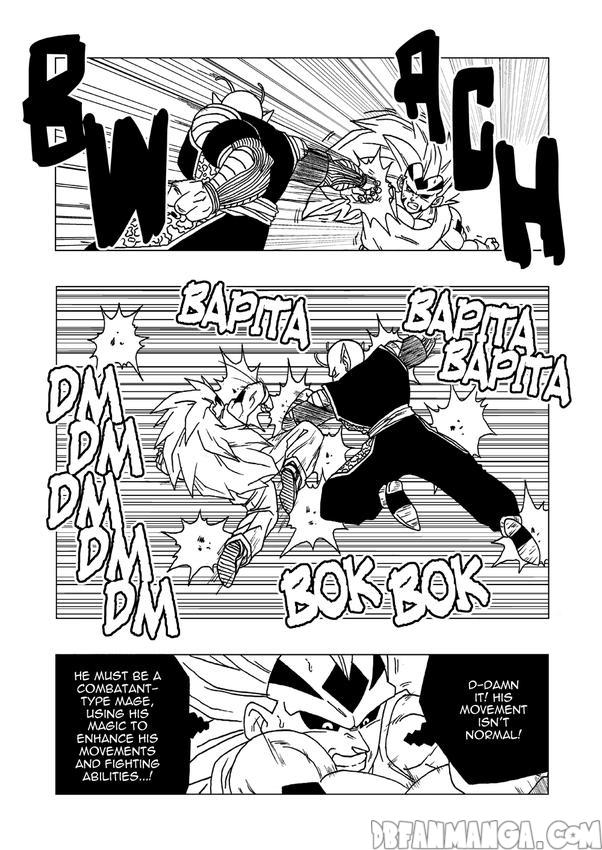 BWACH
BAPITA
BAPITA
BAPITA
DM
DM
DM
DM
DM
BOK
BOK
D-DAMN
IT! HIS
MOVEMENT
ISN'T
NORMAL!
HE MUST BE A
COMBATANT-
TYPE MAGE,
USING HIS
MAGIC TO
ENHANCE HIS
MOVEMENTS
AND FIGHTING
ABILITIES...!
DBFANMANGA.COM